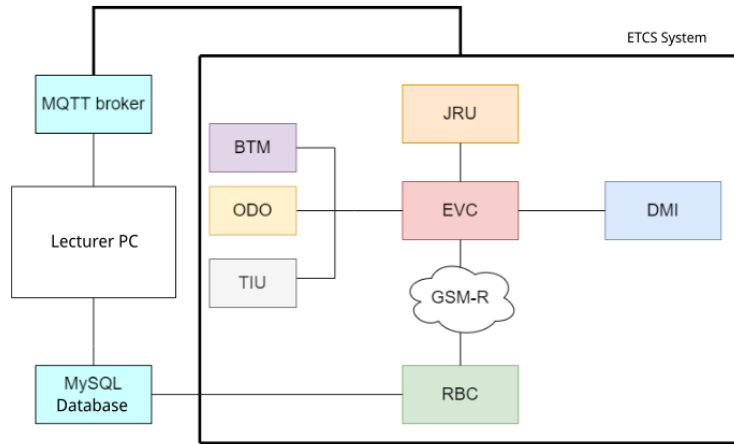 ETCS System
MQTT broker
JRU
BTM
ODO
EVC
DMI
Lecturer PC
TIU
GSM-R
MySQL
Database
RBC